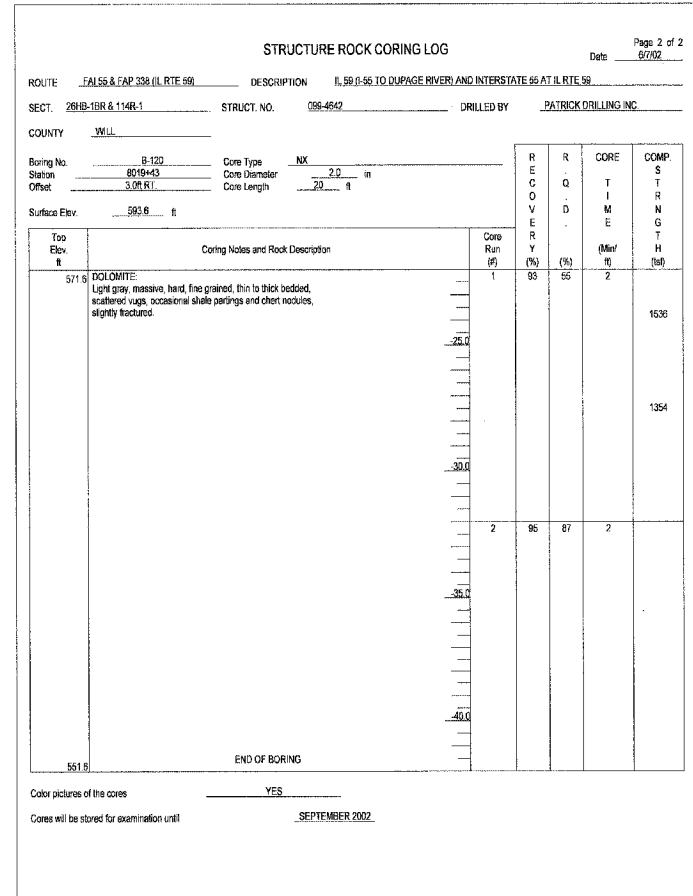 STRUCTURE ROCK CORING LOG
Page 2 of 2
Date 6/7/02
ROUTE FAI 55 & FAP 338 (IL RTE 59) DESCRIPTION IL 59 (I-55 TO DUPAGE RIVER) AND INTERSTATE 55 AT IL RTE 59
SECT. 26HB-1BR & 114R-1 STRUCT. NO. 099-4642 DRILLED BY PATRICK DRILLING INC.
COUNTY WILL
Boring No. B-120 Core Type NX
Station 8019+43 Core Diameter 2.0 in
Offset 3.0ft RT. Core Length 20 ft
Surface Elev. 593.6 ft
Top Elev. ft
Coring Notes and Rock Description
Core Run (#)
RECOVERY (%)
R.Q.D. (%)
CORE TIME (Min/ft)
COMP. STRNGTH (tsf)
571.6 DOLOMITE: 1 93 55 2
Light gray, massive, hard, fine grained, thin to thick bedded,
scattered vugs, occasional shale partings and chert nodules,
slightly fractured. 1536
-25.0
1354
-30.0
2 95 87 2
-35.0
-40.0
END OF BORING
551.6
Color pictures of the cores YES
Cores will be stored for examination until SEPTEMBER 2002